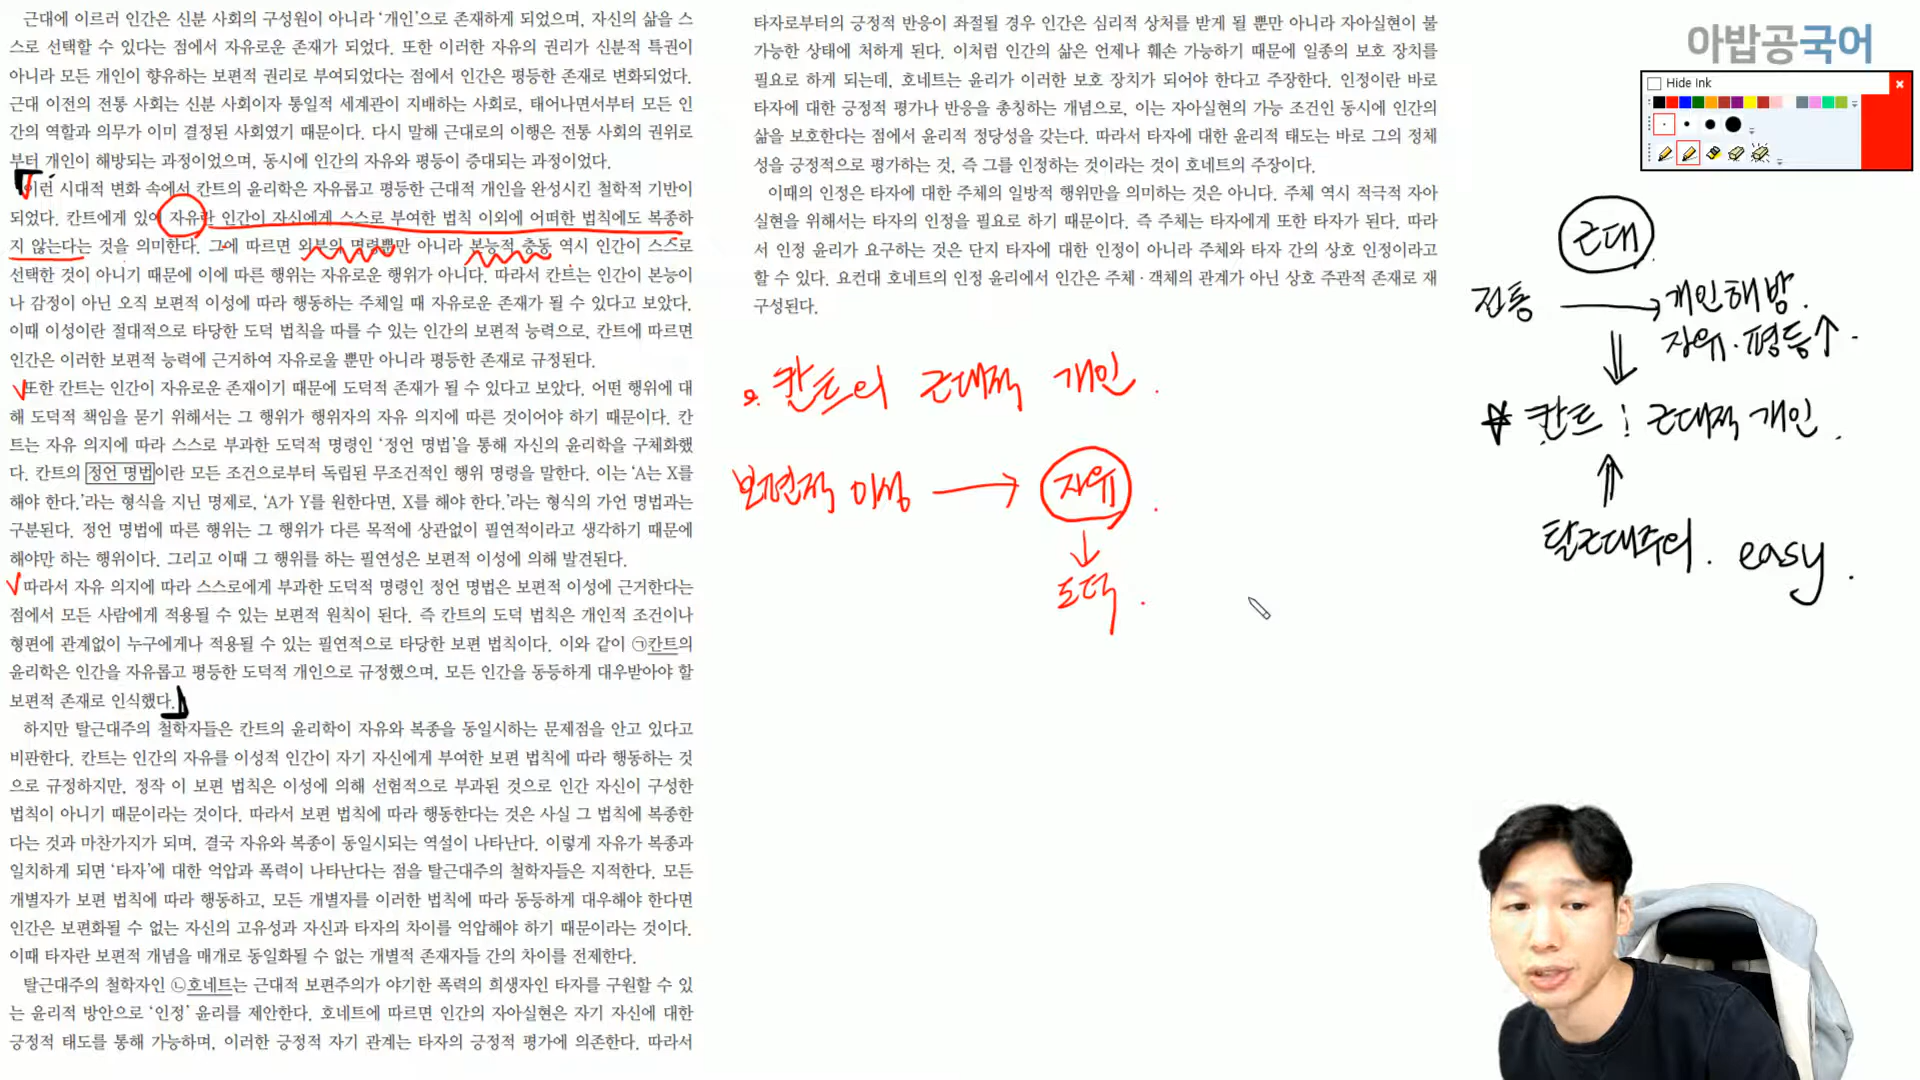 근대에 이르러 인간은 신분 사회의 구성원이 아니라 ‘개인’으로 존재하게 되었으며, 자신의 삶을 스
스로 선택할 수 있다는 점에서 자유로운 존재가 되었다. 또한 이러한 자유의 권리가 신분적 특권이
아니라 모든 개인이 향유하는 보편적 권리로 부여되었다는 점에서 인간은 평등한 존재로 변화되었다.
근대 이전의 전통 사회는 신분 사회이자 통일적 세계관이 지배하는 사회로, 태어나면서부터 모든 인
간의 역할과 의무가 이미 결정된 사회였기 때문이다. 다시 말해 근대로의 이행은 전통 사회의 권위로
부터 개인이 해방되는 과정이었으며, 동시에 인간의 자유와 평등이 증대되는 과정이었다.
이런 시대적 변화 속에서 칸트의 윤리학은 자유롭고 평등한 근대적 개인을 완성시킨 철학적 기반이
되었다. 칸트에게 있어 자유란 인간이 자신에게 스스로 부여한 법칙 이외에 어떠한 법칙에도 복종하
지 않는다는 것을 의미한다. 그에 따르면 외부의 명령뿐만 아니라 본능적 충동 역시 인간이 스스로
선택한 것이 아니기 때문에 이에 따른 행위는 자유로운 행위가 아니다. 따라서 칸트는 인간이 본능이
나 감정이 아닌 오직 보편적 이성에 따라 행동하는 주체일 때 자유로운 존재가 될 수 있다고 보았다.
이때 이성이란 절대적으로 타당한 도덕 법칙을 따를 수 있는 인간의 보편적 능력으로, 칸트에 따르면
인간은 이러한 보편적 능력에 근거하여 자유로울 뿐만 아니라 평등한 존재로 규정된다.
또한 칸트는 인간이 자유로운 존재이기 때문에 도덕적 존재가 될 수 있다고 보았다. 어떤 행위에 대
해 도덕적 책임을 묻기 위해서는 그 행위가 행위자의 자유 의지에 따른 것이어야 하기 때문이다. 칸
트는 자유 의지에 따라 스스로 부과한 도덕적 명령인 ‘정언 명법’을 통해 자신의 윤리학을 구체화했
다. 칸트의 정언 명법이란 모든 조건으로부터 독립된 무조건적인 행위 명령을 말한다. 이는 ‘A는 X를
해야 한다.’라는 형식을 지닌 명제로, ‘A가 Y를 원한다면, X를 해야 한다.’라는 형식의 가언 명법과는
구분된다. 정언 명법에 따른 행위는 그 행위가 다른 목적에 상관없이 필연적이라고 생각하기 때문에
해야만 하는 행위이다. 그리고 이때 그 행위를 하는 필연성은 보편적 이성에 의해 발견된다.
따라서 자유 의지에 따라 스스로에게 부과한 도덕적 명령인 정언 명법은 보편적 이성에 근거한다는
점에서 모든 사람에게 적용될 수 있는 보편적 원칙이 된다. 즉 칸트의 도덕 법칙은 개인적 조건이나
형편에 관계없이 누구에게나 적용될 수 있는 필연적으로 타당한 보편 법칙이다. 이와 같이 ㉠칸트의
윤리학은 인간을 자유롭고 평등한 도덕적 개인으로 규정했으며, 모든 인간을 동등하게 대우받아야 할
보편적 존재로 인식했다.
하지만 탈근대주의 철학자들은 칸트의 윤리학이 자유와 복종을 동일시하는 문제점을 안고 있다고
비판한다. 칸트는 인간의 자유를 이성적 인간이 자기 자신에게 부여한 보편 법칙에 따라 행동하는 것
으로 규정하지만, 정작 이 보편 법칙은 이성에 의해 선험적으로 부과된 것으로 인간 자신이 구성한
법칙이 아니기 때문이라는 것이다. 따라서 보편 법칙에 따라 행동한다는 것은 사실 그 법칙에 복종한
다는 것과 마찬가지가 되며, 결국 자유와 복종이 동일시되는 역설이 나타난다. 이렇게 자유가 복종과
일치하게 되면 ‘타자’에 대한 억압과 폭력이 나타난다는 점을 탈근대주의 철학자들은 지적한다. 모든
개별자가 보편 법칙에 따라 행동하고, 모든 개별자를 이러한 법칙에 따라 동등하게 대우해야 한다면
인간은 보편화될 수 없는 자신의 고유성과 자신과 타자의 차이를 억압해야 하기 때문이라는 것이다.
이때 타자란 보편적 개념을 매개로 동일화될 수 없는 개별적 존재자들 간의 차이를 전제한다.
탈근대주의 철학자인 ㉡호네트는 근대적 보편주의가 야기한 폭력의 희생자인 타자를 구원할 수 있
는 윤리적 방안으로 ‘인정’ 윤리를 제안한다. 호네트에 따르면 인간의 자아실현은 자기 자신에 대한
긍정적 태도를 통해 가능하며, 이러한 긍정적 자기 관계는 타자의 긍정적 평가에 의존한다. 따라서
타자로부터의 긍정적 반응이 좌절될 경우 인간은 심리적 상처를 받게 될 뿐만 아니라 자아실현이 불
가능한 상태에 처하게 된다. 이처럼 인간의 삶은 언제나 훼손 가능하기 때문에 일종의 보호 장치를
필요로 하게 되는데, 호네트는 윤리가 이러한 보호 장치가 되어야 한다고 주장한다. 인정이란 바로
타자에 대한 긍정적 평가나 반응을 총칭하는 개념으로, 이는 자아실현의 가능 조건인 동시에 인간의
삶을 보호한다는 점에서 윤리적 정당성을 갖는다. 따라서 타자에 대한 윤리적 태도는 바로 그의 정체
성을 긍정적으로 평가하는 것, 즉 그를 인정하는 것이라는 것이 호네트의 주장이다.
이때의 인정은 타자에 대한 주체의 일방적 행위만을 의미하는 것은 아니다. 주체 역시 적극적 자아
실현을 위해서는 타자의 인정을 필요로 하기 때문이다. 즉 주체는 타자에게 또한 타자가 된다. 따라
서 인정 윤리가 요구하는 것은 단지 타자에 대한 인정이 아니라 주체와 타자 간의 상호 인정이라고
할 수 있다. 요컨대 호네트의 인정 윤리에서 인간은 주체·객체의 관계가 아닌 상호 주관적 존재로 재
구성된다.
칸트의 근대적 개인.
보편적 이성 → 자유.
↓
도덕.
아밥공국어
Hide Ink
근대
전통 → 개인해방.
자유·평등↑.
⇓
칸트 : 근대적 개인.
⇑
탈근대주의. easy.